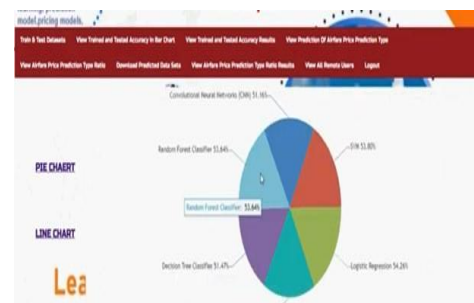 model.pricing models.
Train & Test Datasets View Trained and Tested Accuracy in Bar Chart View Trained and Tested Accuracy Results View Prediction Of Airfare Price Prediction Type
View Airfare Price Prediction Type Ratio Download Predicted Data Sets View Airfare Price Prediction Type Ratio Results View All Remote Users Logout
Convolutional Neural Networks (CNN) 51.16%
Random Forest Classifier 53.64%
SVM 53.80%
PIE CHAERT
Random Forest Classifier: 53.64%
LINE CHART
Decision Tree Classifier 51.47%
Logistic Regression 54.26%
Lea